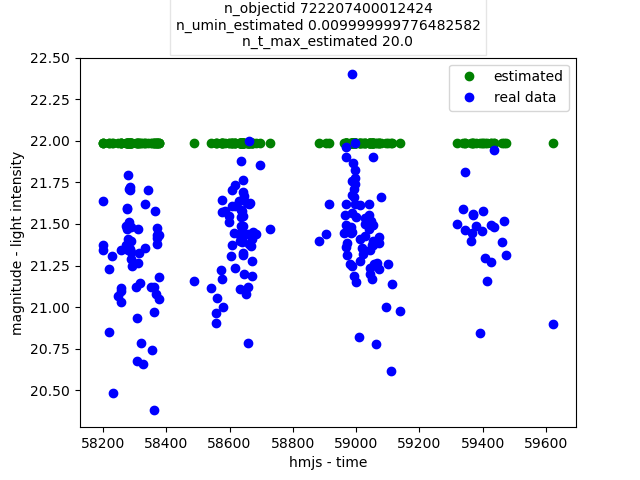 n_objectid 722207400012424
n_umin_estimated 0.009999999776482582
n_t_max_estimated 20.0
22.50
22.25
22.00
21.75
21.50
21.25
21.00
20.75
20.50
magnitude - light intensity
estimated
real data
58200 58400 58600 58800 59000 59200 59400 59600
hmjs - time